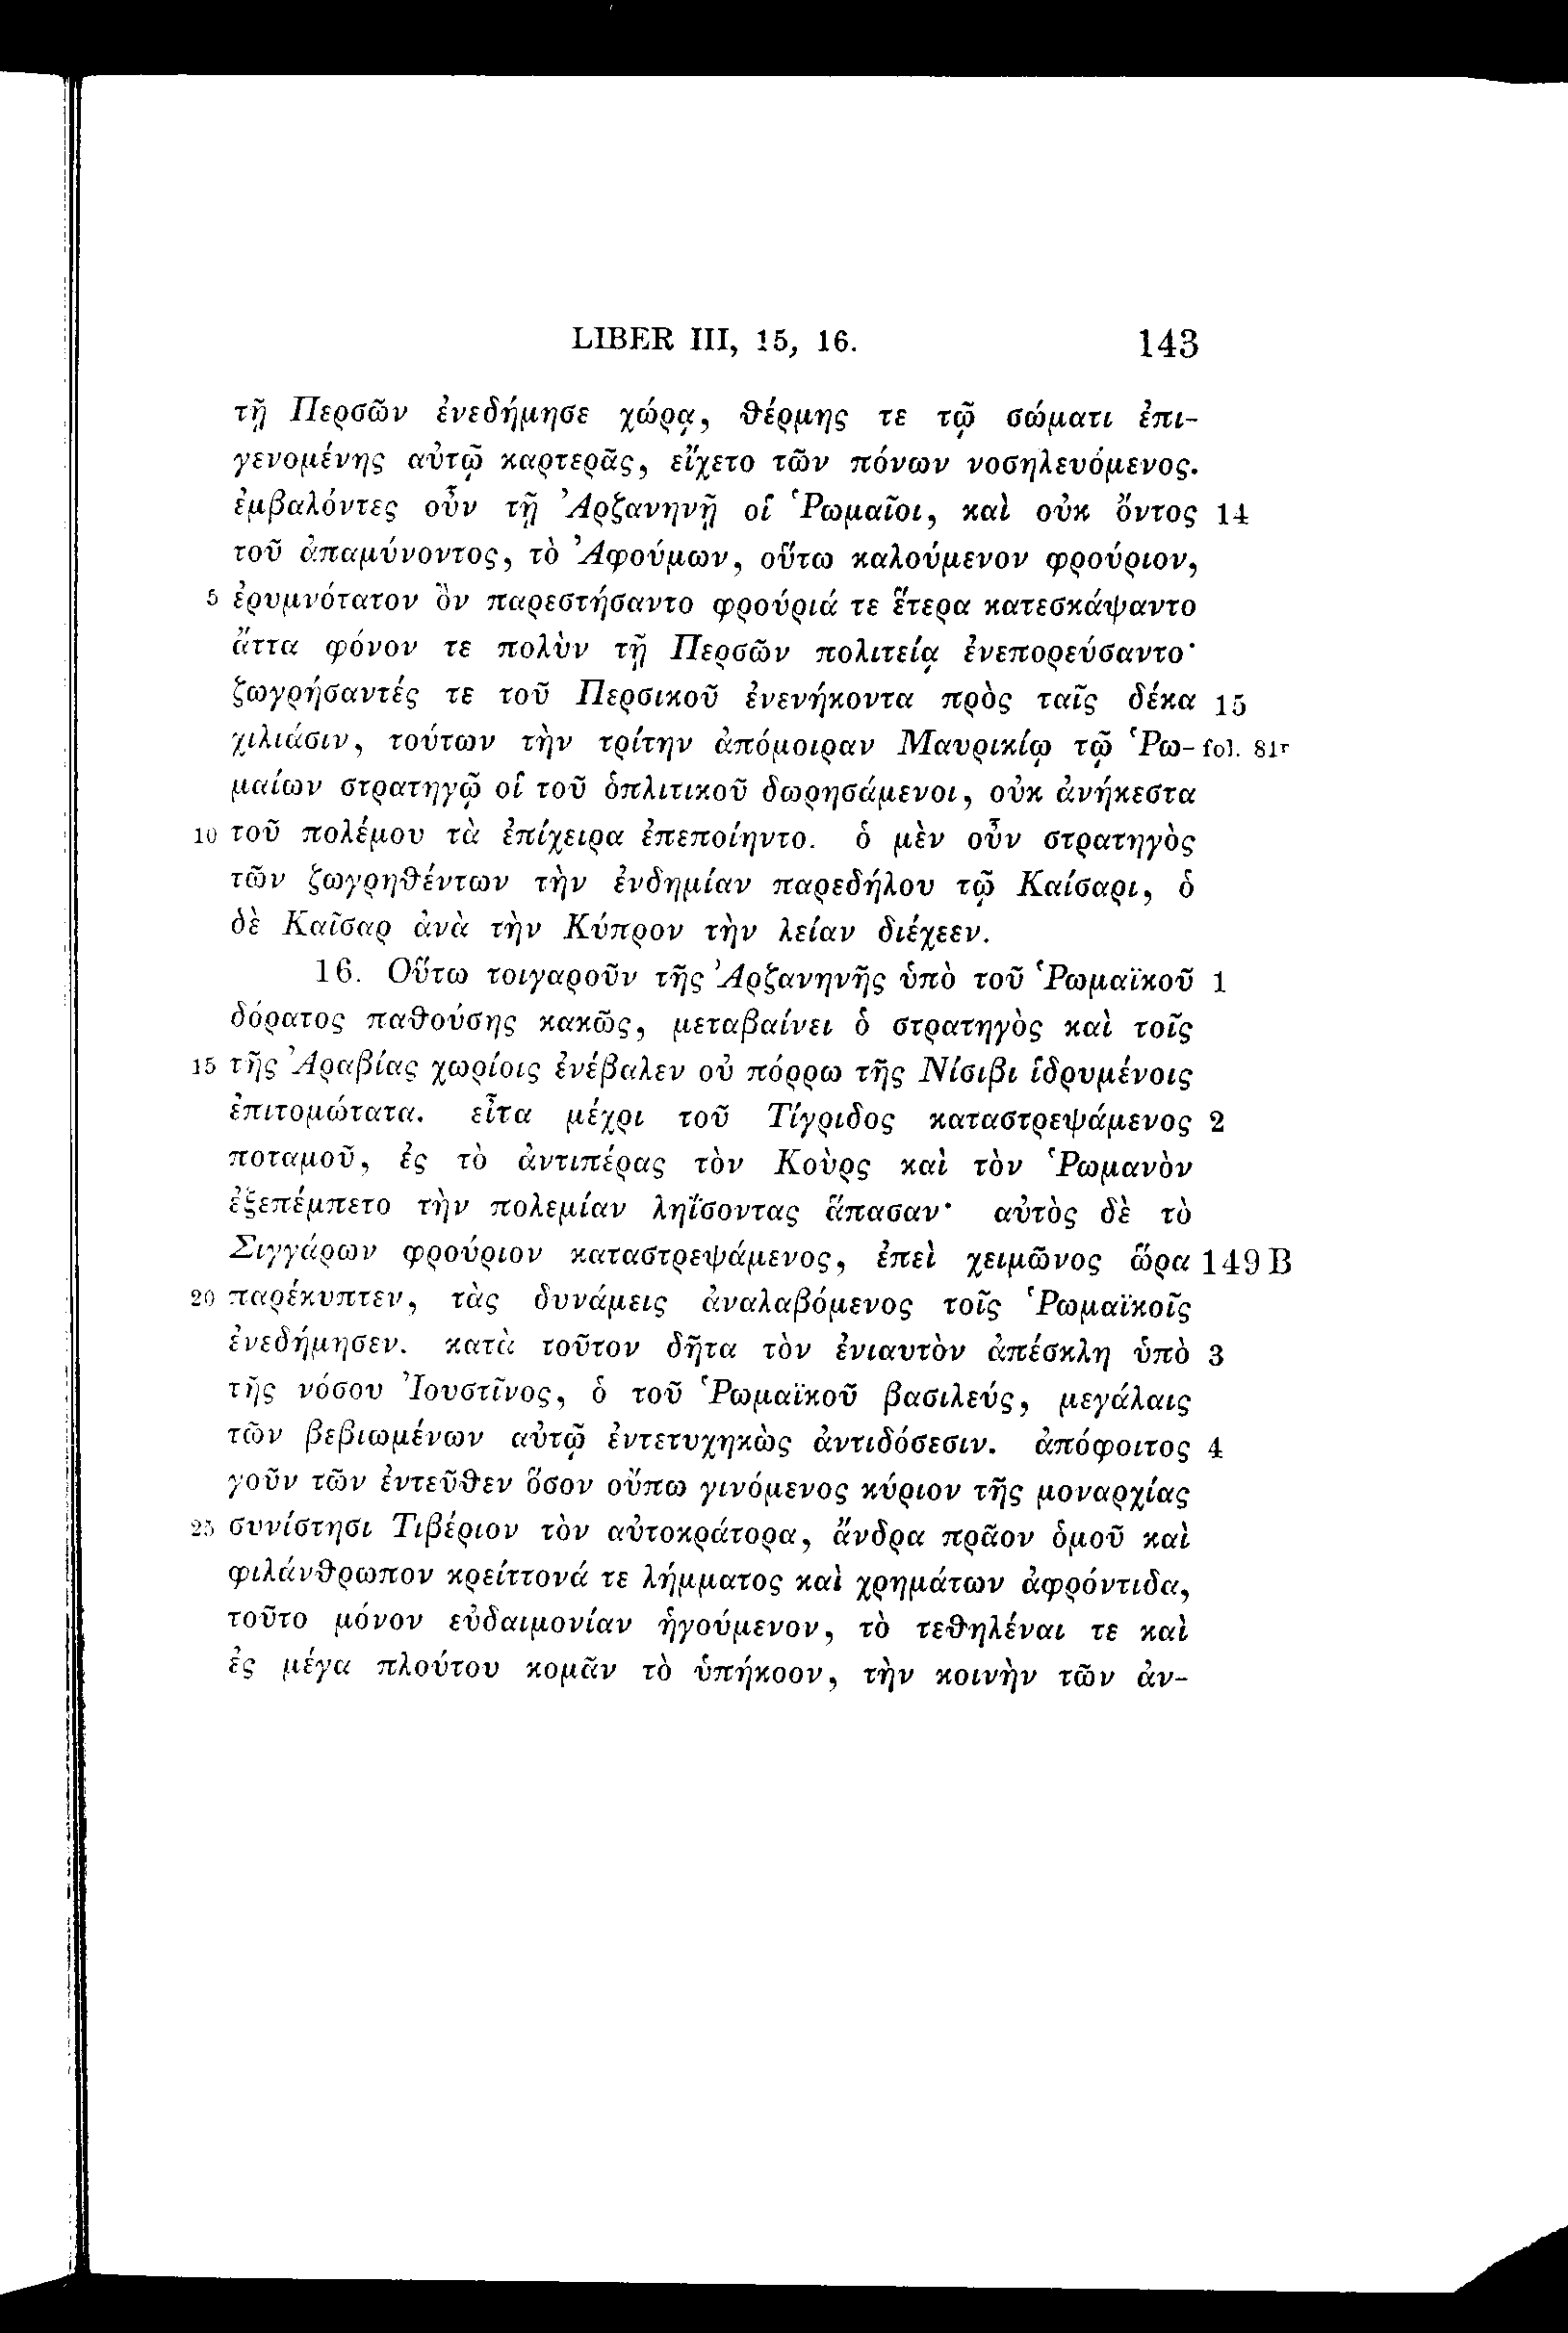 LIBER III, 15, 16. 143
τῇ Περσῶν ἐνεδήμησε χώρᾳ, θέρμης τε τῷ σώματι ἐπι-
γενομένης αὐτῷ καρτερᾶς, εἴχετο τῶν πόνων νοσηλευόμενος.
ἐμβαλόντες οὖν τῇ Ἀρζανηνῇ οἱ Ῥωμαῖοι, καὶ οὐκ ὄντος 14
τοῦ ἀπαμύνοντος, τὸ Ἀφούμων, οὕτω καλούμενον φρούριον,
5 ἐρυμνότατον ὂν παρεστήσαντο φρούριά τε ἕτερα κατεσκάψαντο
ἄττα φόνον τε πολὺν τῇ Περσῶν πολιτείᾳ ἐνεπορεύσαντο·
ζωγρήσαντές τε τοῦ Περσικοῦ ἐνενήκοντα πρὸς ταῖς δέκα 15
χιλιάσιν, τούτων τὴν τρίτην ἀπόμοιραν Μαυρικίῳ τῷ Ῥω- fol. 81r
μαίων στρατηγῷ οἱ τοῦ ὁπλιτικοῦ δωρησάμενοι, οὐκ ἀνήκεστα
10 τοῦ πολέμου τὰ ἐπίχειρα ἐπεποίηντο. ὁ μὲν οὖν στρατηγὸς
τῶν ζωγρηθέντων τὴν ἐνδημίαν παρεδήλου τῷ Καίσαρι, ὁ
δὲ Καῖσαρ ἀνὰ τὴν Κύπρον τὴν λείαν διέχεεν.
16. Οὕτω τοιγαροῦν τῆς Ἀρζανηνῆς ὑπὸ τοῦ Ῥωμαϊκοῦ 1
δόρατος παθούσης κακῶς, μεταβαίνει ὁ στρατηγὸς καὶ τοῖς
15 τῆς Ἀραβίας χωρίοις ἐνέβαλεν οὐ πόρρω τῆς Νίσιβι ἱδρυμένοις
ἐπιτομώτατα. εἶτα μέχρι τοῦ Τίγριδος καταστρεψάμενος 2
ποταμοῦ, ἐς τὸ ἀντιπέρας τὸν Κοὺρς καὶ τὸν Ῥωμανὸν
ἐξεπέμπετο τὴν πολεμίαν ληΐσοντας ἅπασαν· αὐτὸς δὲ τὸ
Σιγγάρων φρούριον καταστρεψάμενος, ἐπεὶ χειμῶνος ὥρα 149 B
20 παρέκυπτεν, τὰς δυνάμεις ἀναλαβόμενος τοῖς Ῥωμαϊκοῖς
ἐνεδήμησεν. κατὰ τοῦτον δῆτα τὸν ἐνιαυτὸν ἀπέσκλη ὑπὸ 3
τῆς νόσου Ἰουστῖνος, ὁ τοῦ Ῥωμαϊκοῦ βασιλεύς, μεγάλαις
τῶν βεβιωμένων αὐτῷ ἐντετυχηκὼς ἀντιδόσεσιν. ἀπόφοιτος 4
γοῦν τῶν ἐντεῦθεν ὅσον οὔπω γινόμενος κύριον τῆς μοναρχίας
25 συνίστησι Τιβέριον τὸν αὐτοκράτορα, ἄνδρα πρᾶον ὁμοῦ καὶ
φιλάνθρωπον κρείττονά τε λήμματος καὶ χρημάτων ἀφρόντιδα,
τοῦτο μόνον εὐδαιμονίαν ἡγούμενον, τὸ τεθηλέναι τε καὶ
ἐς μέγα πλούτου κομᾶν τὸ ὑπήκοον, τὴν κοινὴν τῶν ἀν-